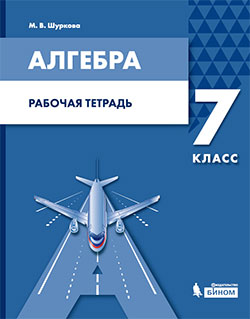 М. В. Шуркова
АЛГЕБРА
РАБОЧАЯ ТЕТРАДЬ
7
КЛАСС
издательство
БИНОМ